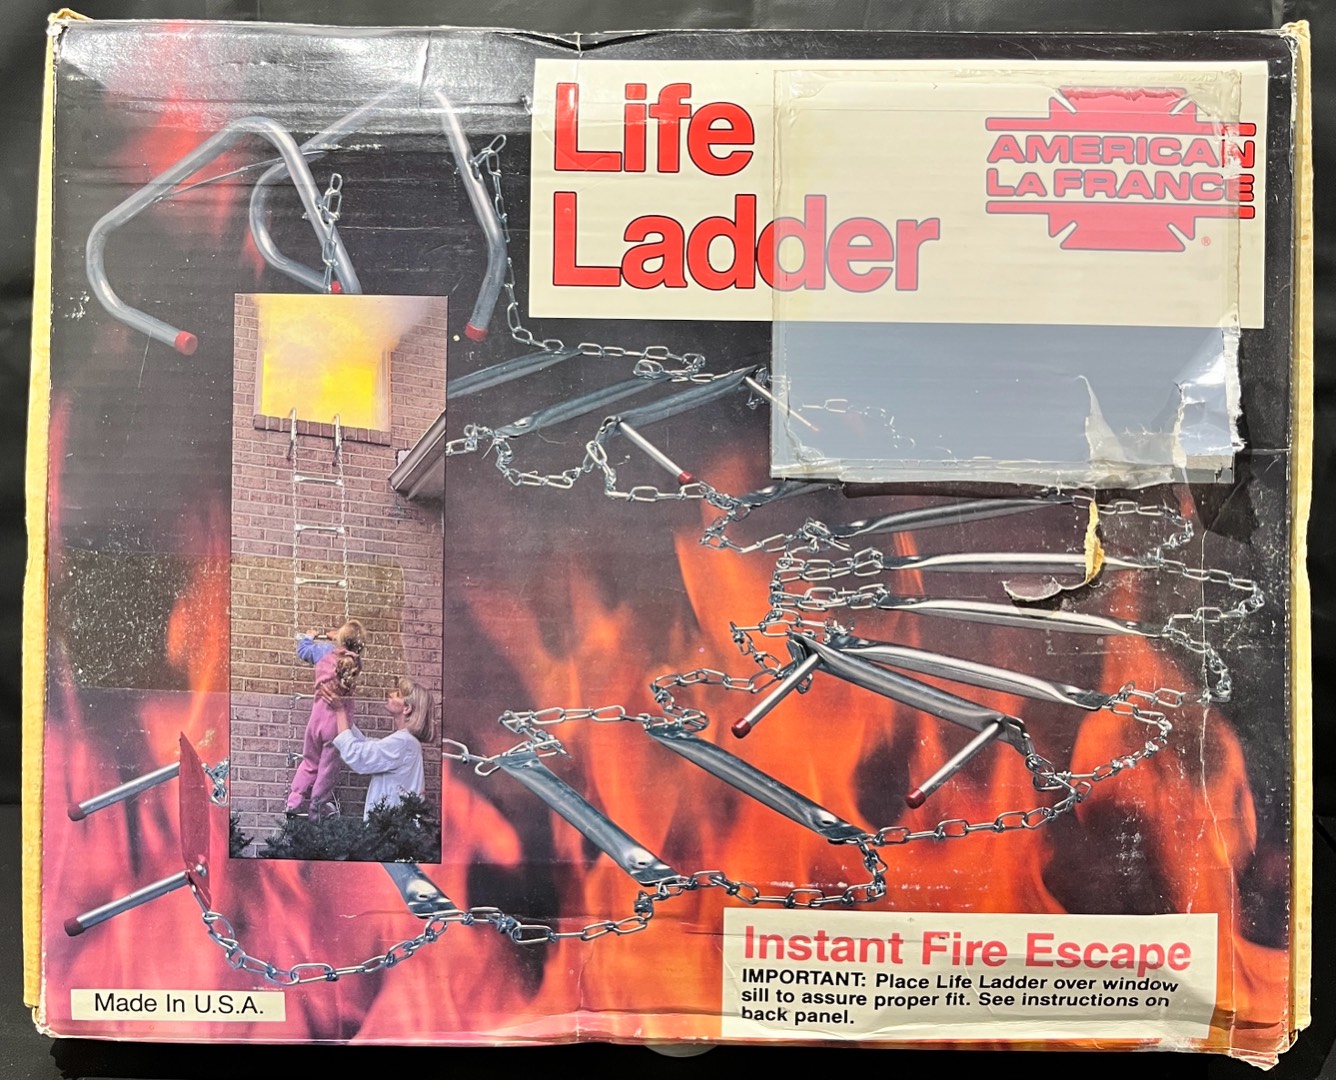 Life
Ladder
AMERICAN
LA FRANCE
®
Instant Fire Escape
IMPORTANT: Place Life Ladder over window
sill to assure proper fit. See instructions on
back panel.
Made In U.S.A.